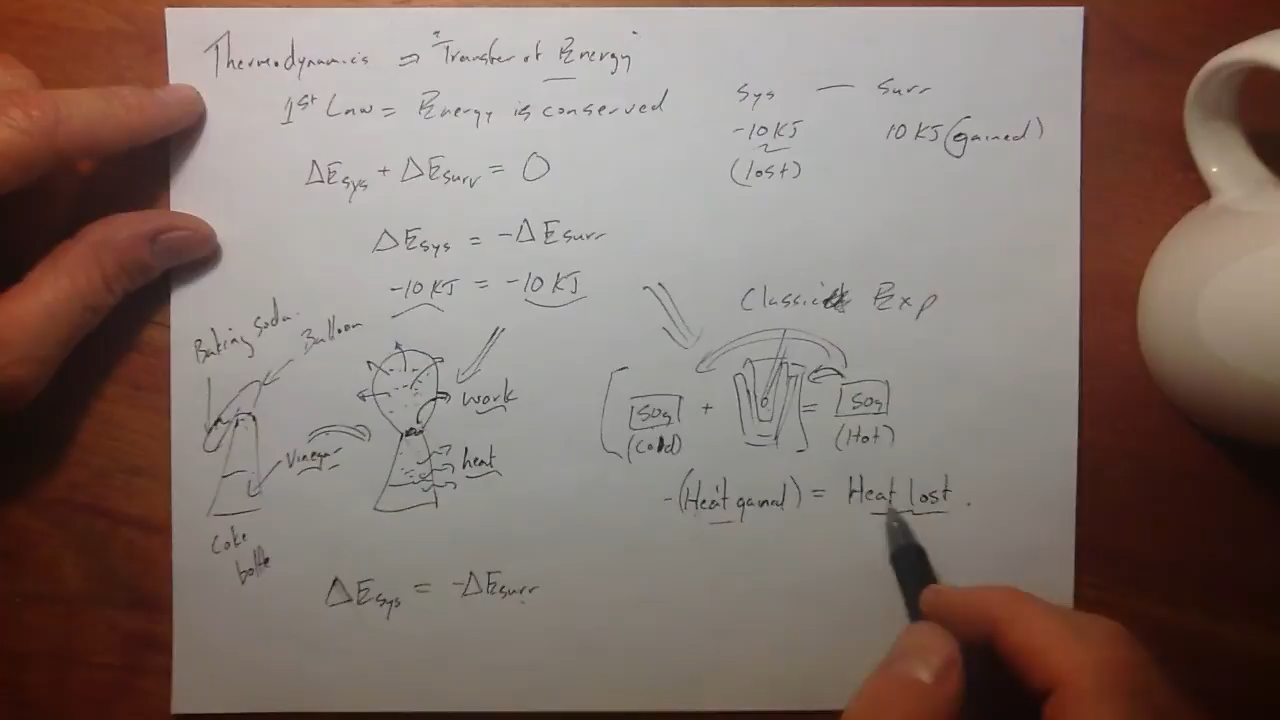 Thermodynamics ⇒ "Transfer of Energy"
1st Law = Energy is conserved
Sys — Surr
-10 KJ 10 KJ (gained)
(lost)
ΔEsys + ΔEsurr = 0
ΔEsys = -ΔEsurr
-10 KJ = -10 KJ
Classic Exp
Baking Soda
Balloon
work
Vinegar
heat
Coke
bottle
[50g + ] = 50g
(Cold) (Hot)
-(Heat gained) = Heat lost.
ΔEsys = -ΔEsurr